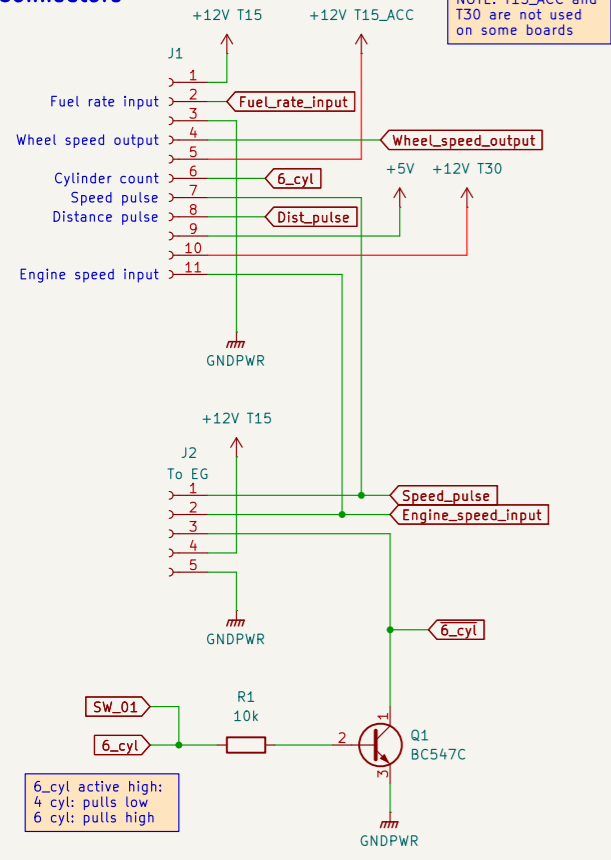 Connectors
NOTE: T15_ACC and
T30 are not used
on some boards
+12V T15
+12V T15_ACC
J1
1
Fuel rate input
2
Fuel_rate_input
3
Wheel speed output
4
Wheel_speed_output
5
+5V
+12V T30
Cylinder count
6
6_cyl
Speed pulse
7
Distance pulse
8
Dist_pulse
9
10
Engine speed input
11
GNDPWR
+12V T15
J2
To EG
1
Speed_pulse
2
Engine_speed_input
3
4
5
GNDPWR
6_cyl
R1
10k
SW_01
6_cyl
1
2
3
Q1
BC547C
6_cyl active high:
4 cyl: pulls low
6 cyl: pulls high
GNDPWR